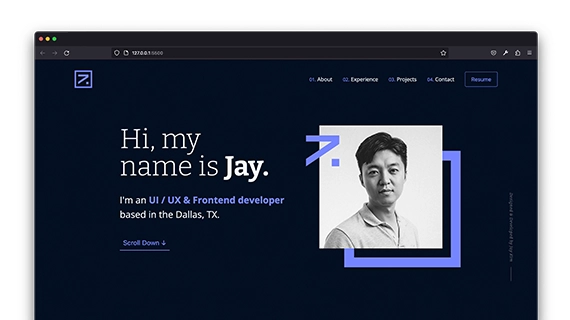 127.0.0.1:5500
01. About 02. Experience 03. Projects 04. Contact Resume
Hi, my
name is Jay.
I'm an UI / UX & Frontend developer
based in the Dallas, TX.
Scroll Down ↓
Designed & Developed by Jay Kim